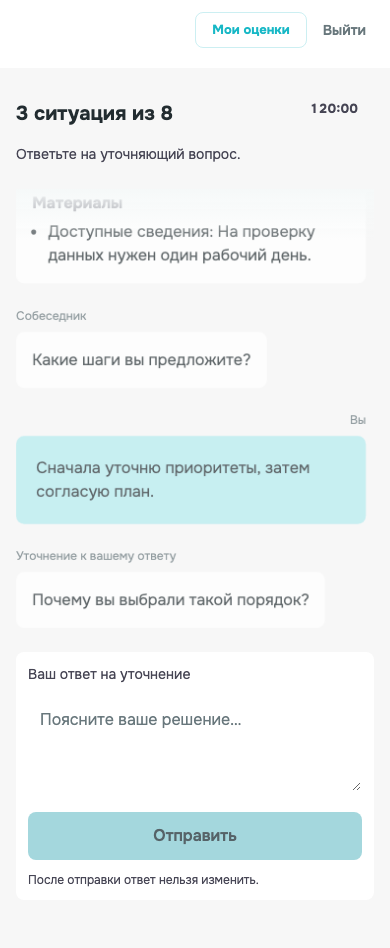 Мои оценки
Выйти
3 ситуация из 8
120:00
Ответьте на уточняющий вопрос.
Материалы
• Доступные сведения: На проверку
данных нужен один рабочий день.
Собеседник
Какие шаги вы предложите?
Вы
Сначала уточню приоритеты, затем
согласую план.
Уточнение к вашему ответу
Почему вы выбрали такой порядок?
Ваш ответ на уточнение
Поясните ваше решение...
Отправить
После отправки ответ нельзя изменить.